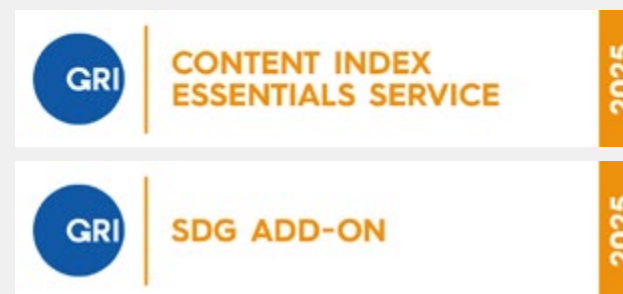 GRI
CONTENT INDEX
ESSENTIALS SERVICE
2025
GRI
SDG ADD-ON
2025